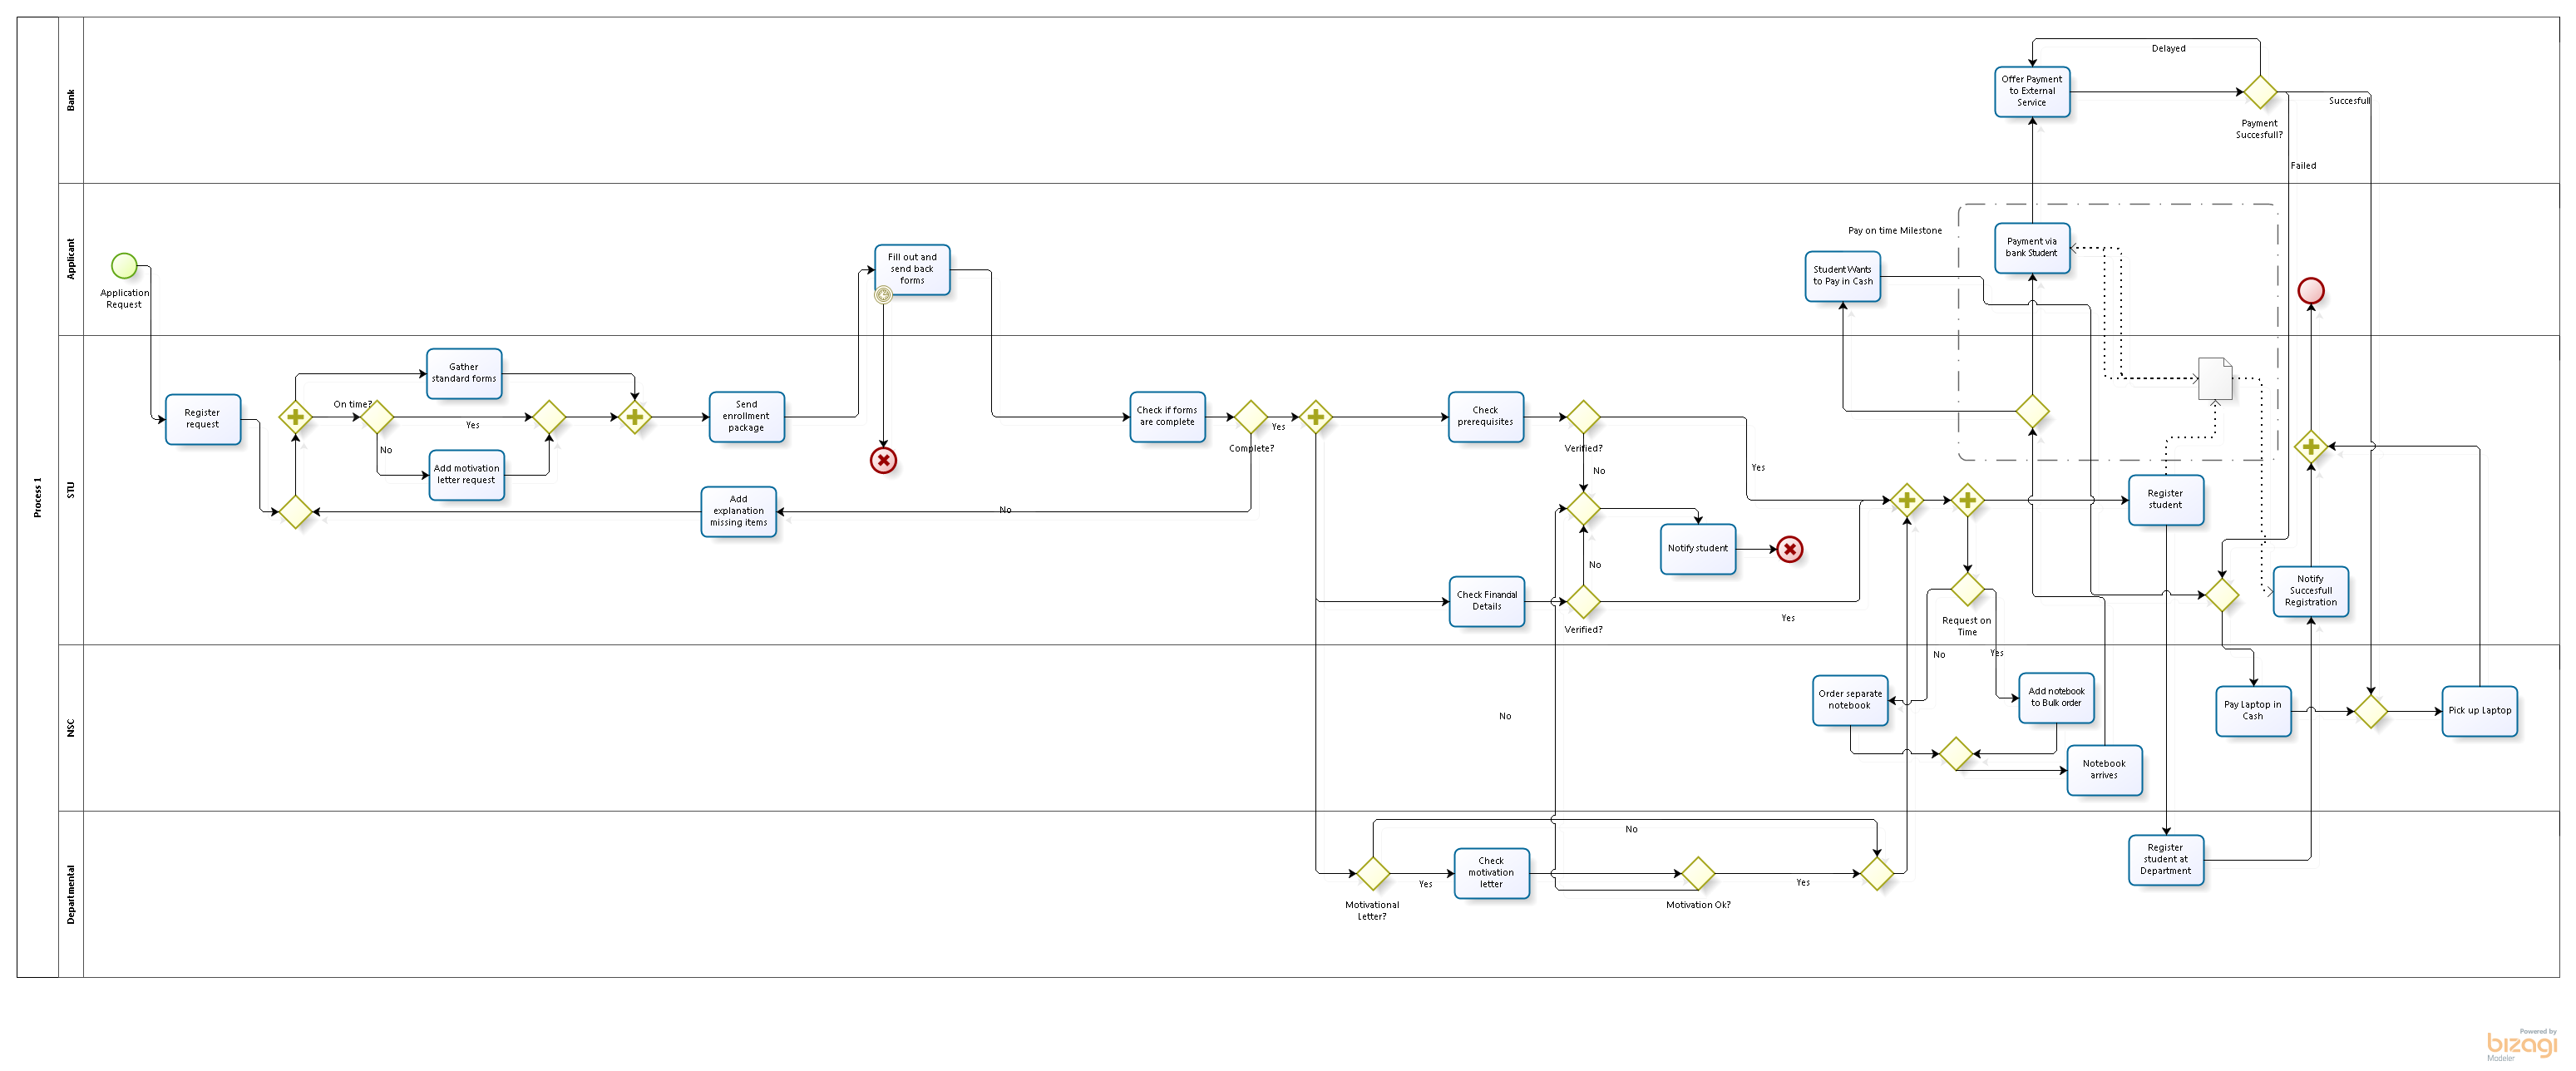 Process 1
Bank
Delayed
Offer Payment
to External
Service
Succesfull
Payment
Succesfull?
Failed
Applicant
Application
Request
Fill out and
send back
forms
Pay on time Milestone
Student Wants
to Pay in Cash
Payment via
bank Student
STU
Register
request
Gather
standard forms
On time?
Yes
No
Add motivation
letter request
Send
enrollment
package
Add
explanation
missing items
No
Check if forms
are complete
Complete?
Yes
Check
prerequisites
Verified?
No
Yes
Notify student
No
Check Financial
Details
Verified?
Yes
Register
student
Request on
Time
Notify
Succesfull
Registration
NSC
No
Yes
No
Order separate
notebook
Add notebook
to Bulk order
Notebook
arrives
Pay Laptop in
Cash
Pick up Laptop
Departmental
No
Motivational
Letter?
Yes
Check
motivation
letter
Motivation Ok?
Yes
Register
student at
Department
Powered by
bizagi
Modeler